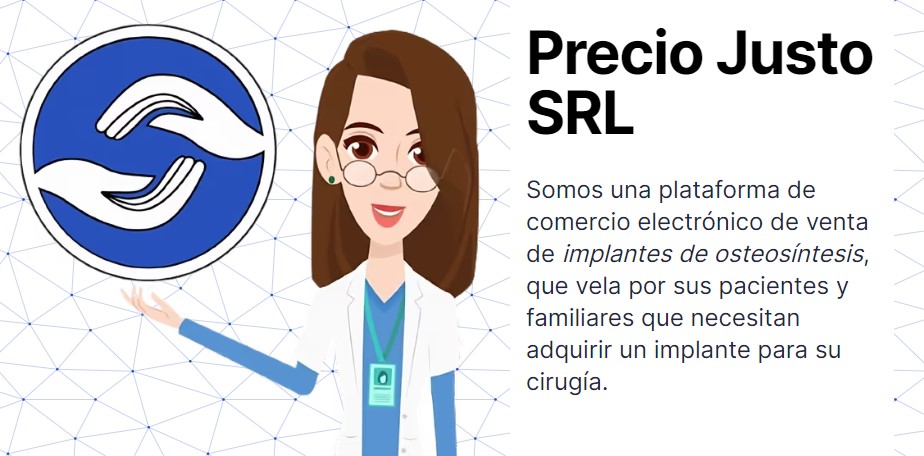 Precio Justo
SRL
Somos una plataforma de
comercio electrónico de venta
de implantes de osteosíntesis,
que vela por sus pacientes y
familiares que necesitan
adquirir un implante para su
cirugía.